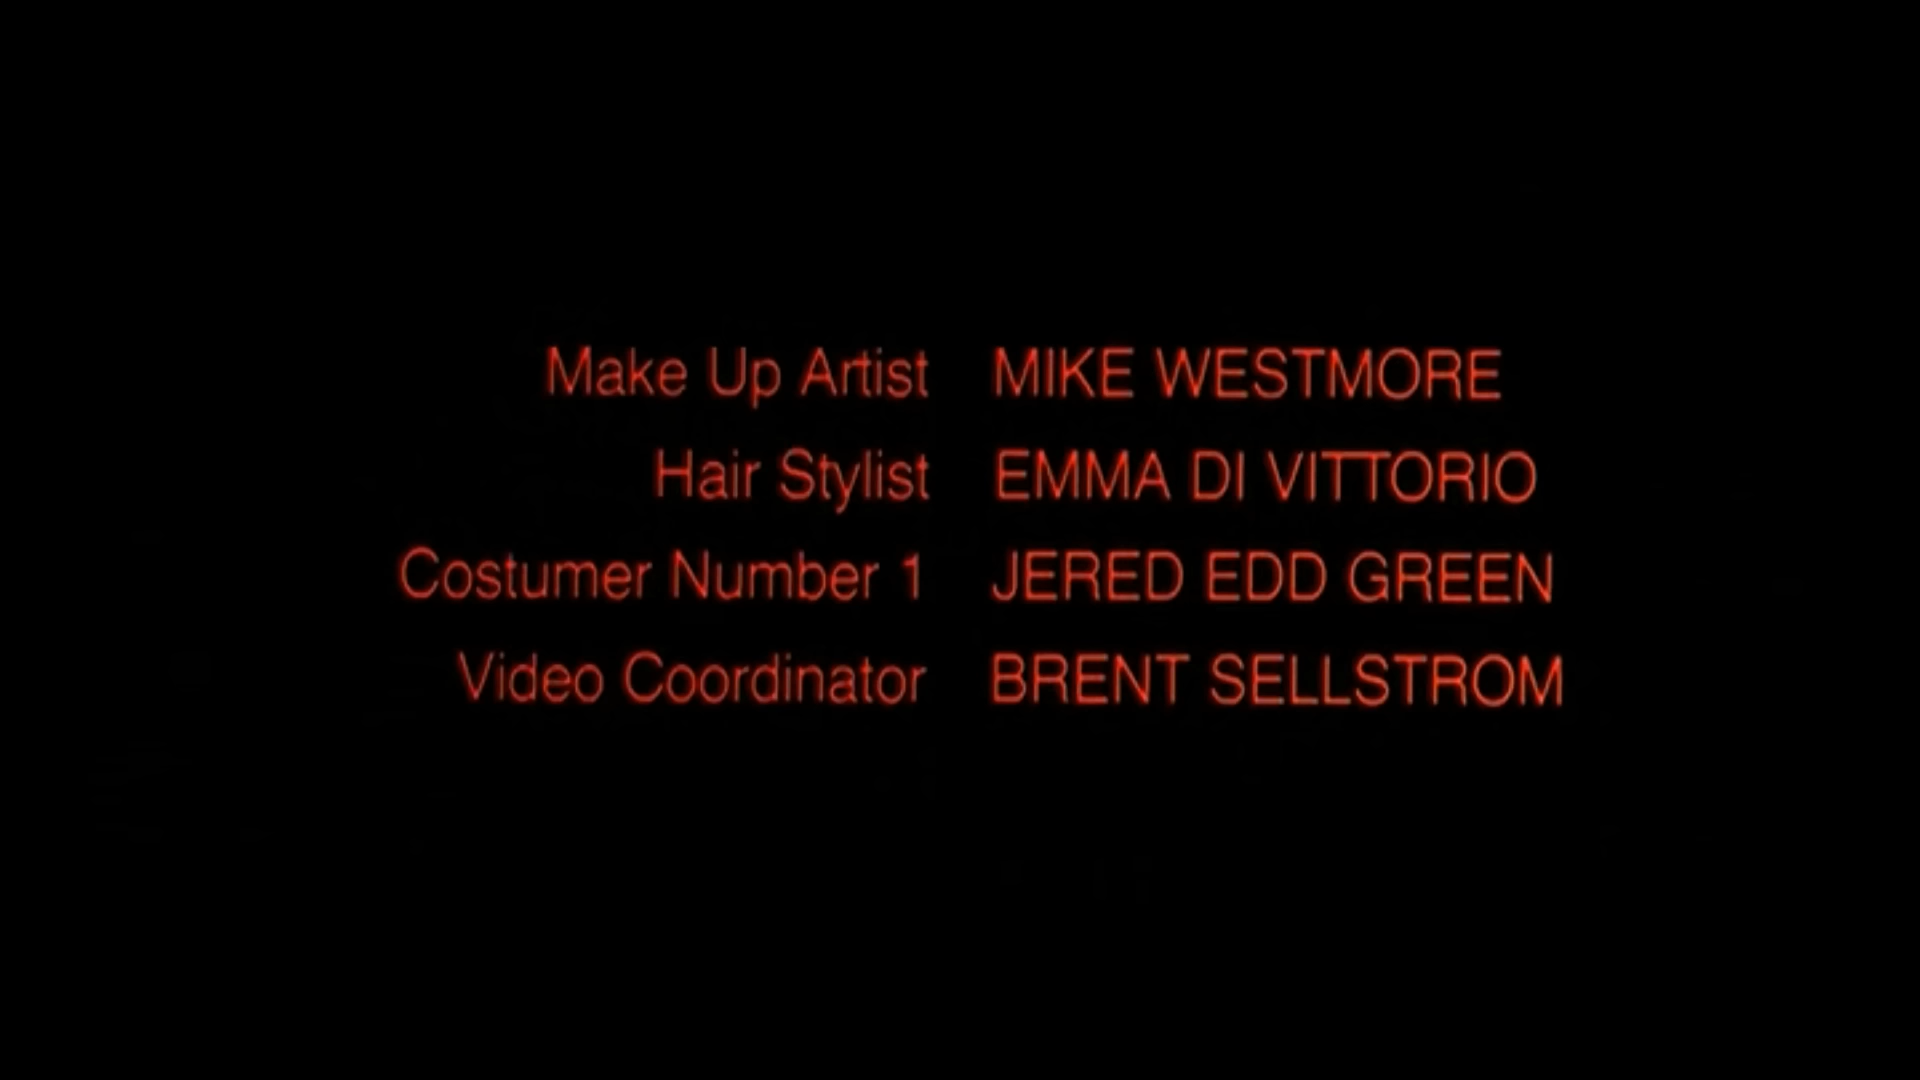 Make Up Artist MIKE WESTMORE
Hair Stylist EMMA DI VITTORIO
Costumer Number 1 JERED EDD GREEN
Video Coordinator BRENT SELLSTROM